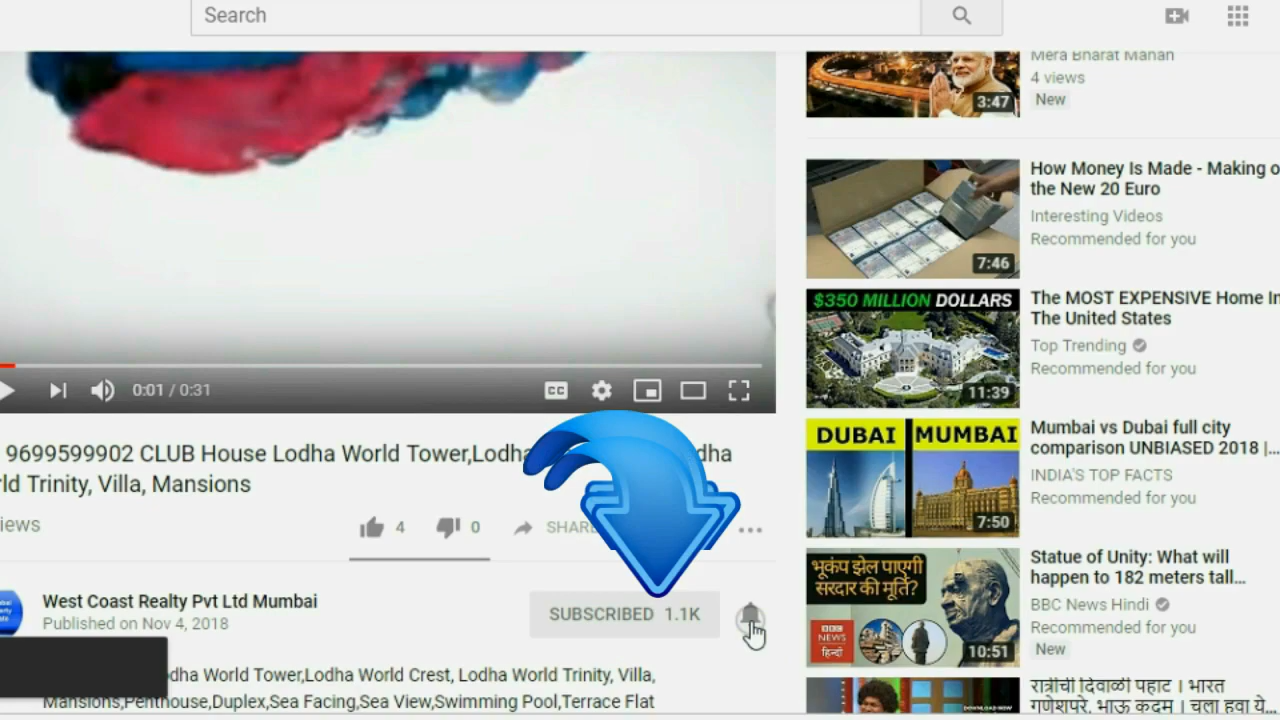 Search
Mera Bharat Mahan
4 views
New
3:47
How Money Is Made - Making o
the New 20 Euro
Interesting Videos
Recommended for you
7:46
$350 MILLION DOLLARS
The MOST EXPENSIVE Home In
The United States
Top Trending
Recommended for you
11:39
0:01 / 0:31
CC
DUBAI MUMBAI
Mumbai vs Dubai full city
comparison UNBIASED 2018 |...
INDIA'S TOP FACTS
Recommended for you
7:50
9699599902 CLUB House Lodha World Tower,Lodha dha
ld Trinity, Villa, Mansions
iews
4
0
SHARE
भूकंप झेल पाएगी
सरदार की मूर्ति?
BBC
NEWS
हिन्दी
Statue of Unity: What will
happen to 182 meters tall...
BBC News Hindi
Recommended for you
New
10:51
West Coast Realty Pvt Ltd Mumbai
Published on Nov 4, 2018
SUBSCRIBED 1.1K
dha World Tower,Lodha World Crest, Lodha World Trinity, Villa,
Mansions,Penthouse,Duplex,Sea Facing,Sea View,Swimming Pool,Terrace Flat
DOWNLOAD NOW
रात्रीची दिवाळी पहाट । भारत
गणेशपुरे, भाऊ कदम । चला हवा ये...